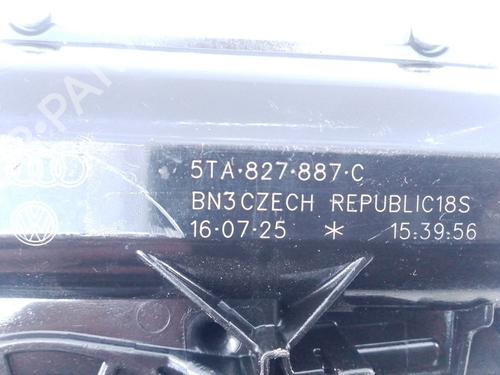 5TA·827·887·C
BN3CZECH REPUBLIC18S
16·07·25 * 15:39:56